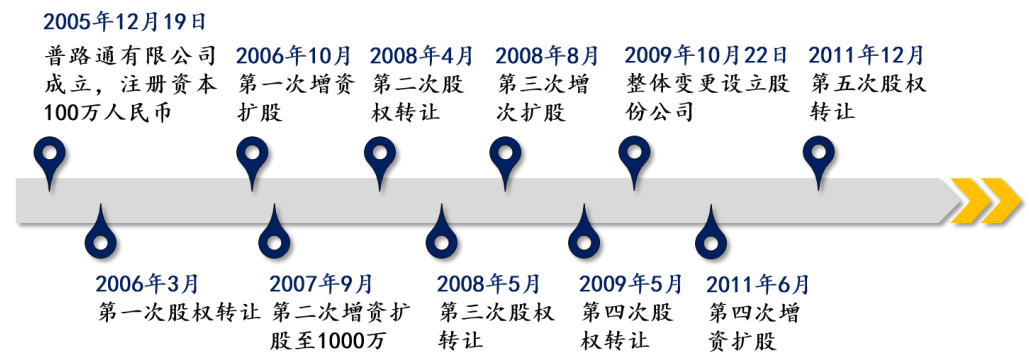 2005年12月19日
普路通有限公司
成立，注册资本
100万人民币
2006年10月
第一次增资
扩股
2008年4月
第二次股
权转让
2008年8月
第三次增
次扩股
2009年10月22日
整体变更设立股
份公司
2011年12月
第五次股权
转让
2006年3月
第一次股权转让
2007年9月
第二次增资扩
股至1000万
2008年5月
第三次股权
转让
2009年5月
第四次股
权转让
2011年6月
第四次增
资扩股